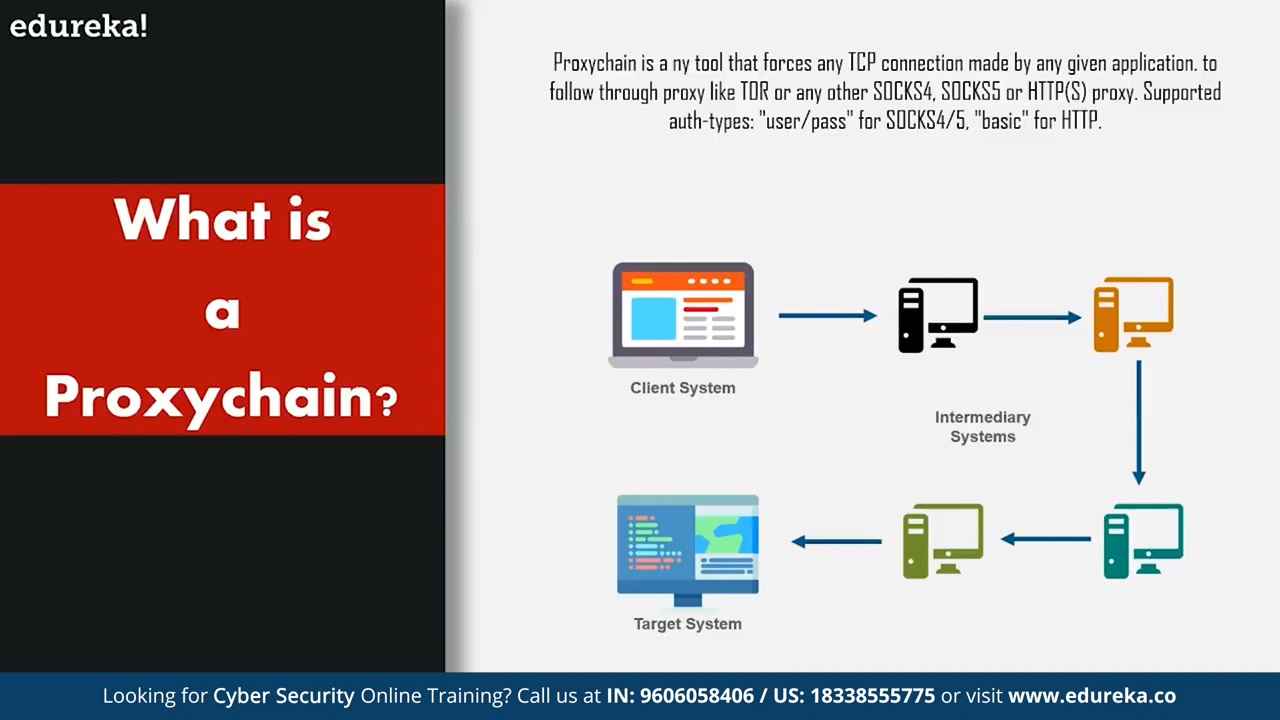 edureka!
What is
a
Proxychain?
Proxychain is a ny tool that forces any TCP connection made by any given application. to
follow through proxy like TOR or any other SOCKS4, SOCKS5 or HTTP(S) proxy. Supported
auth-types: "user/pass" for SOCKS4/5, "basic" for HTTP.
Client System
Intermediary
Systems
Target System
Looking for Cyber Security Online Training? Call us at IN: 9606058406 / US: 18338555775 or visit www.edureka.co